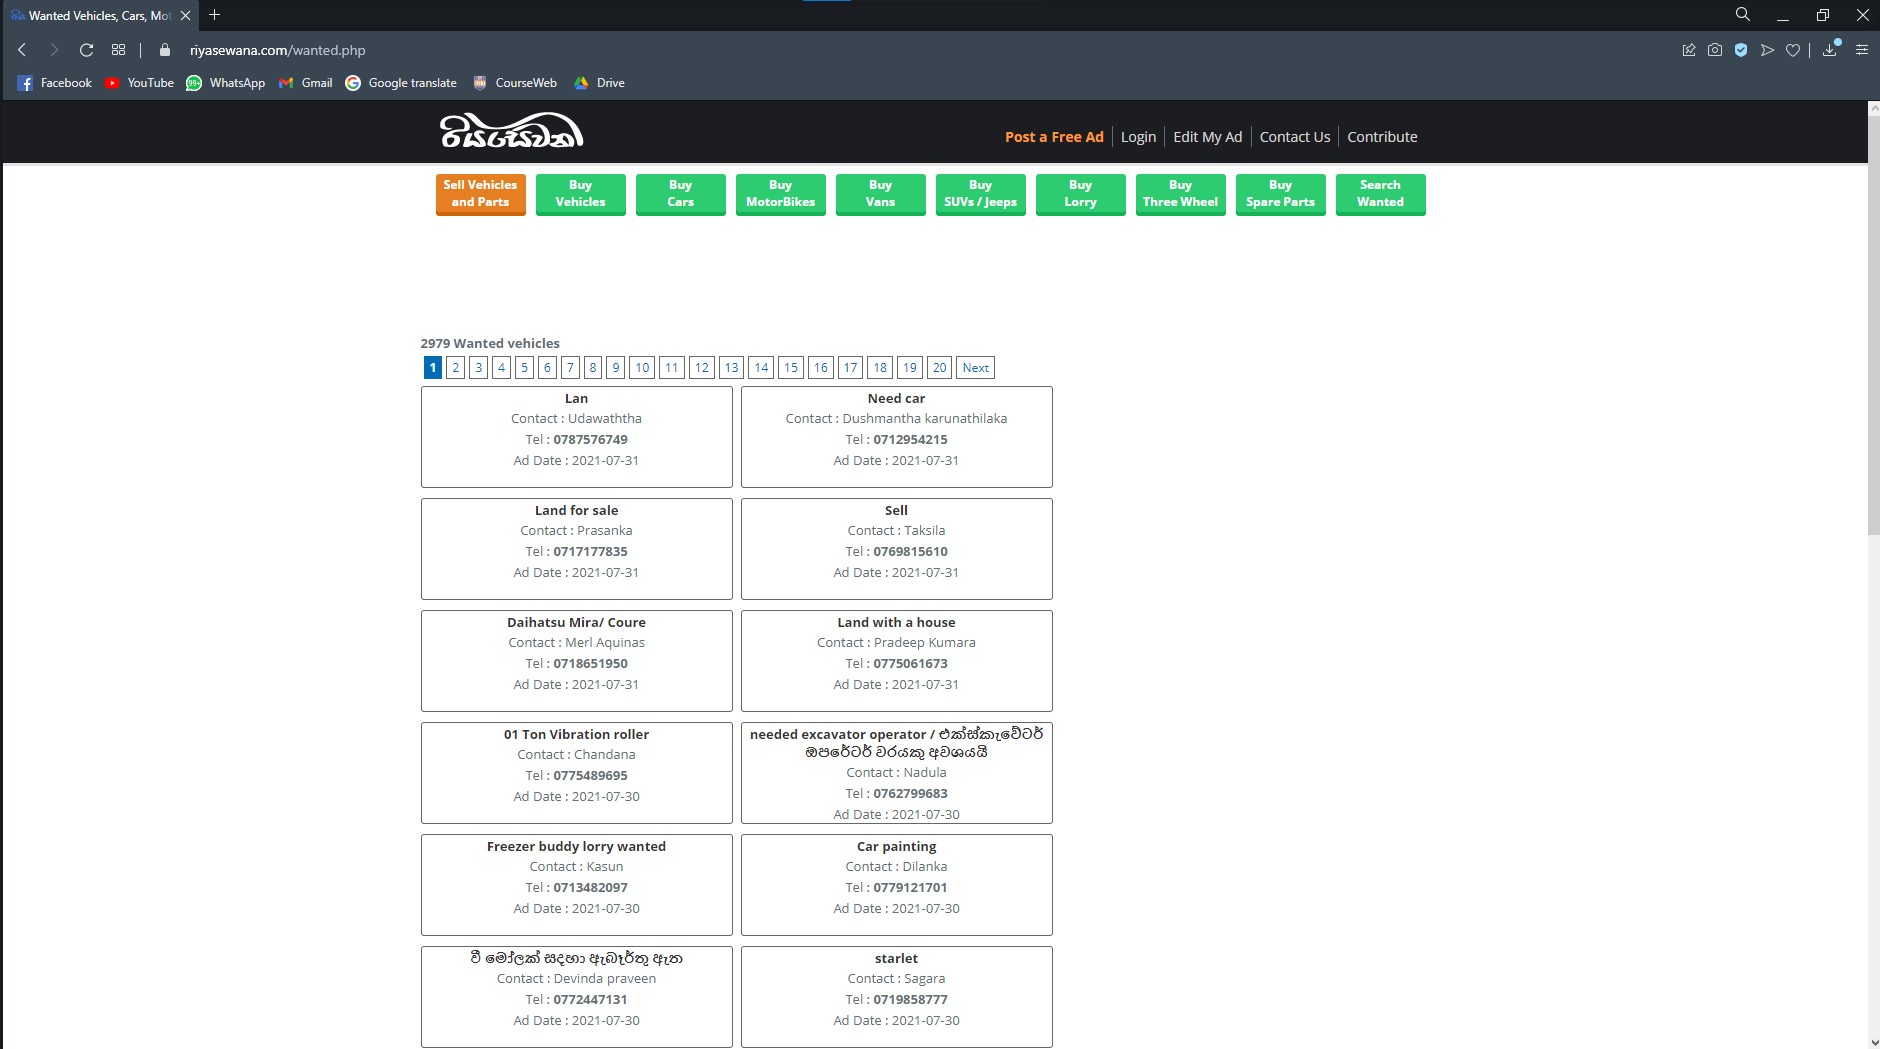 Wanted Vehicles, Cars, Mot
riyasewana.com/wanted.php
Facebook YouTube WhatsApp Gmail Google translate CourseWeb Drive
රියසෙවන
Post a Free Ad Login Edit My Ad Contact Us Contribute
Sell Vehicles and Parts
Buy Vehicles
Buy Cars
Buy MotorBikes
Buy Vans
Buy SUVs / Jeeps
Buy Lorry
Buy Three Wheel
Buy Spare Parts
Search Wanted
2979 Wanted vehicles
1 2 3 4 5 6 7 8 9 10 11 12 13 14 15 16 17 18 19 20 Next
Lan
Contact : Udawaththa
Tel : 0787576749
Ad Date : 2021-07-31
Need car
Contact : Dushmantha karunathilaka
Tel : 0712954215
Ad Date : 2021-07-31
Land for sale
Contact : Prasanka
Tel : 0717177835
Ad Date : 2021-07-31
Sell
Contact : Taksila
Tel : 0769815610
Ad Date : 2021-07-31
Daihatsu Mira/ Coure
Contact : Merl Aquinas
Tel : 0718651950
Ad Date : 2021-07-31
Land with a house
Contact : Pradeep Kumara
Tel : 0775061673
Ad Date : 2021-07-31
01 Ton Vibration roller
Contact : Chandana
Tel : 0775489695
Ad Date : 2021-07-30
needed excavator operator / එක්ස්කැවේටර්
ඔපරේටර් වරයකු අවශයයි
Contact : Nadula
Tel : 0762799683
Ad Date : 2021-07-30
Freezer buddy lorry wanted
Contact : Kasun
Tel : 0713482097
Ad Date : 2021-07-30
Car painting
Contact : Dilanka
Tel : 0779121701
Ad Date : 2021-07-30
වී මෝලක් සදහා ඇබෑර්තු ඇත
Contact : Devinda praveen
Tel : 0772447131
Ad Date : 2021-07-30
starlet
Contact : Sagara
Tel : 0719858777
Ad Date : 2021-07-30